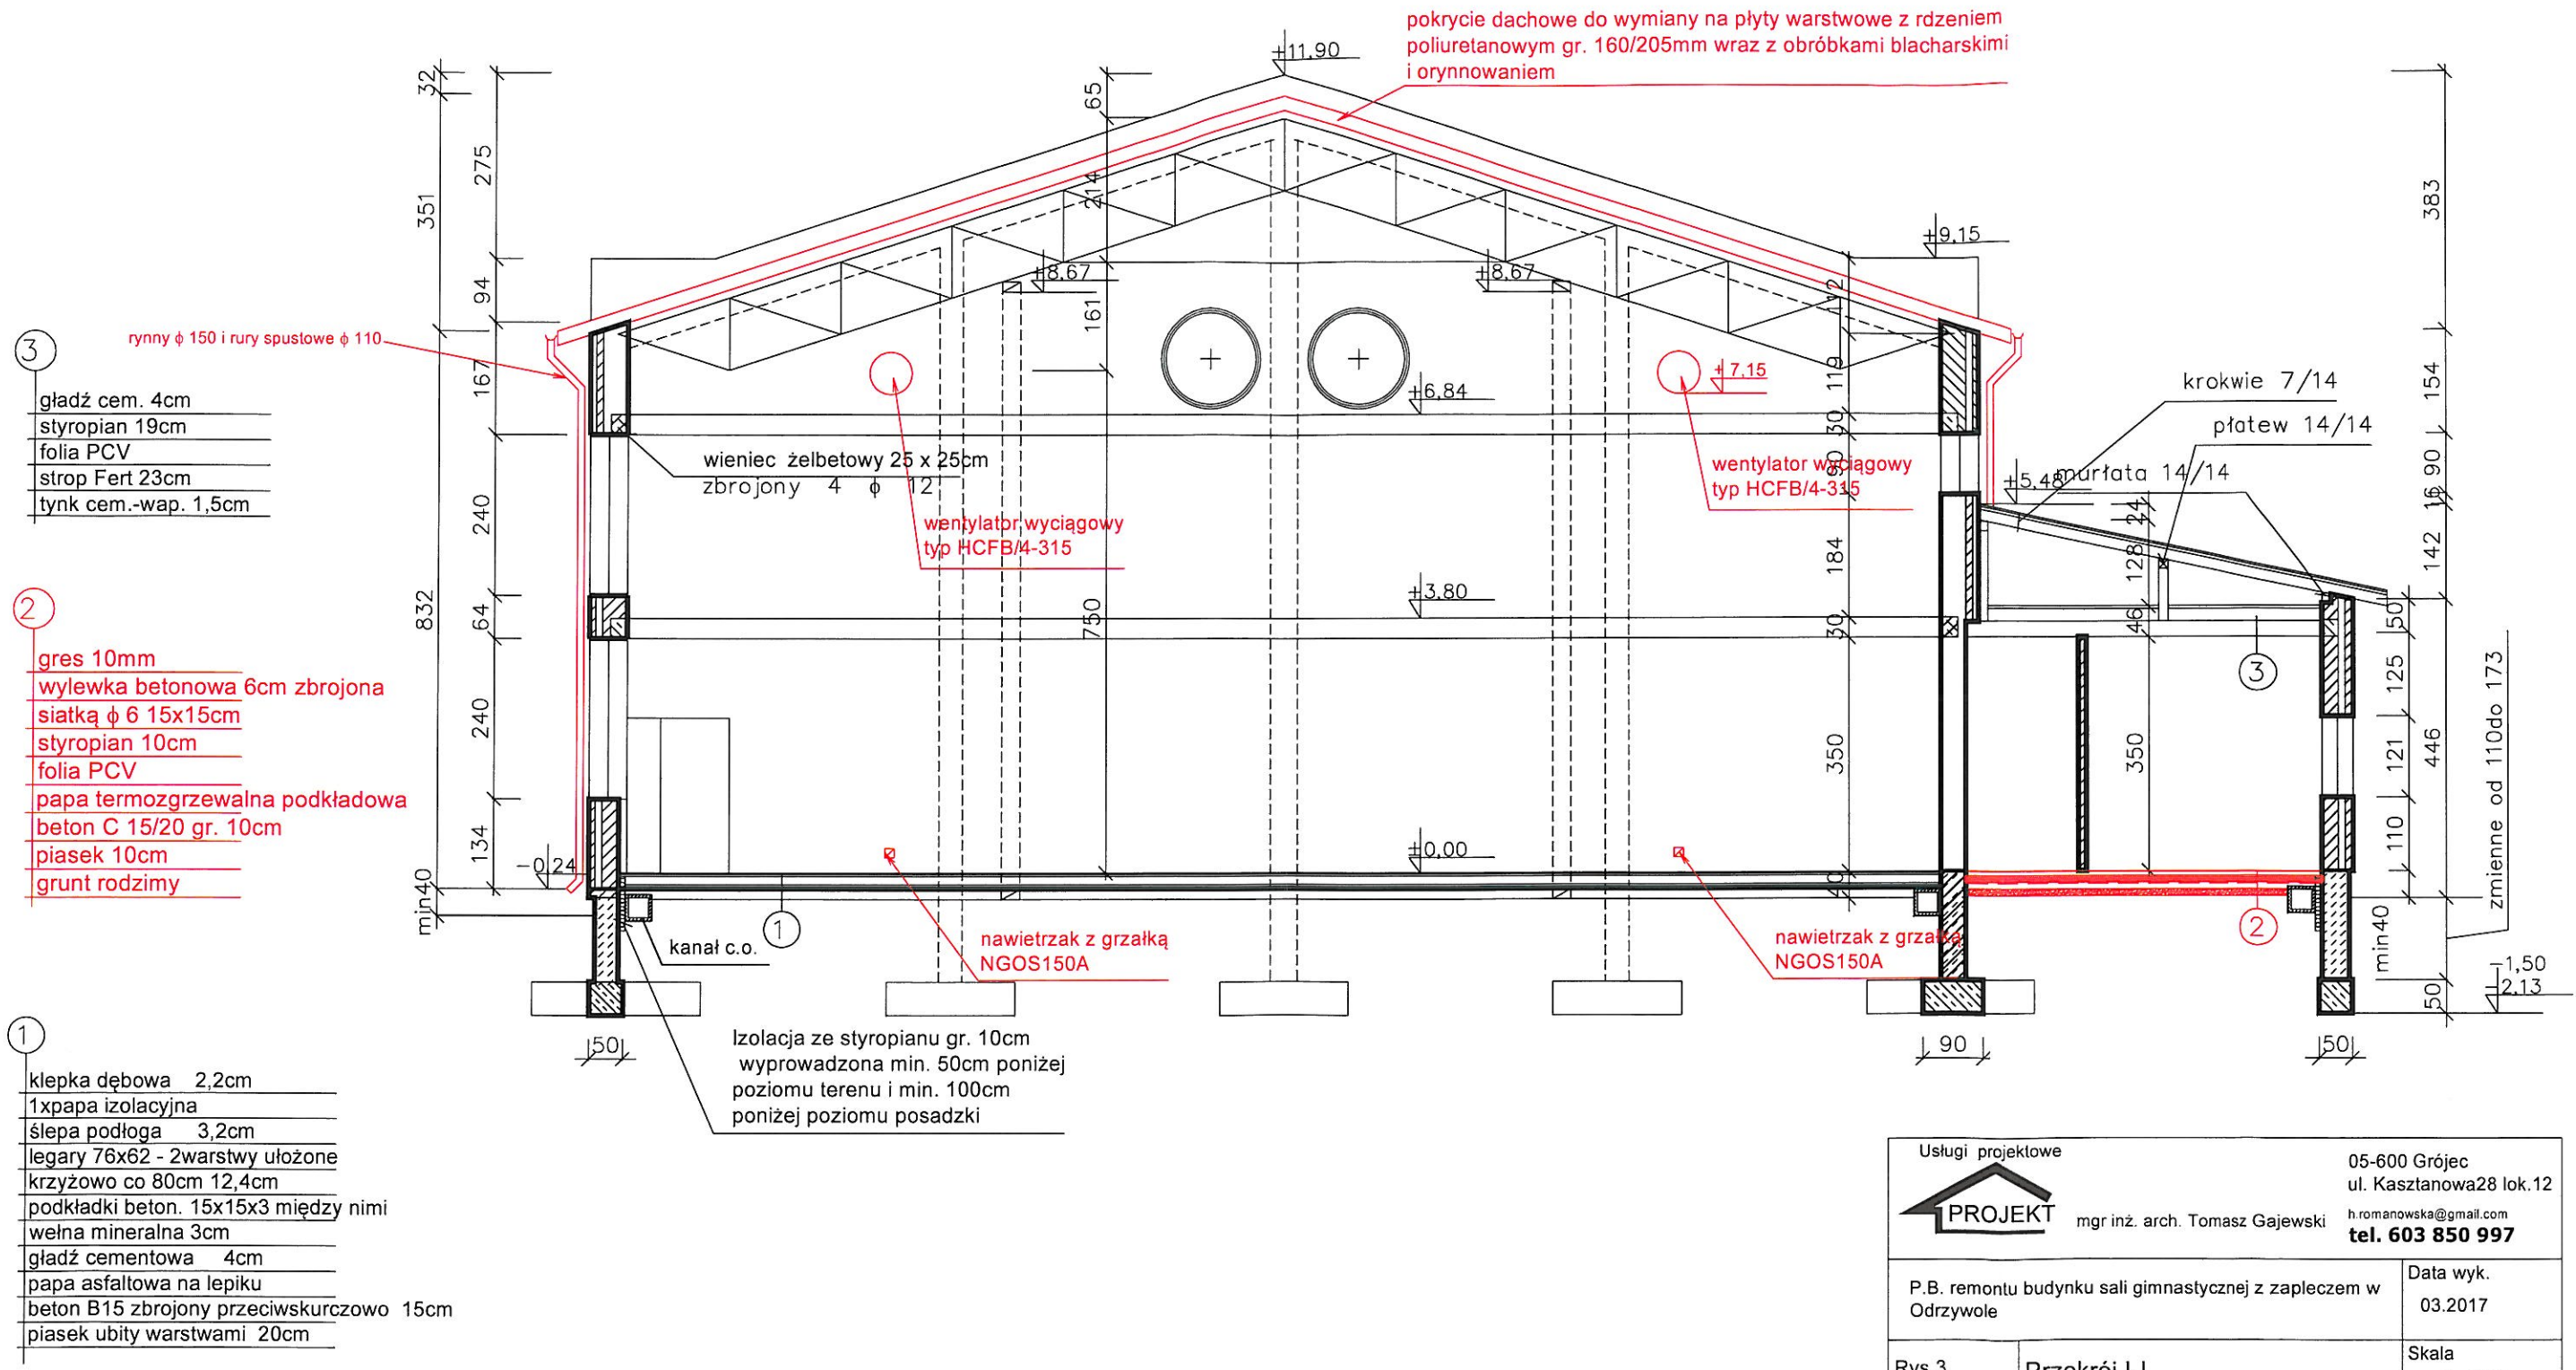 pokrycie dachowe do wymiany na płyty warstwowe z rdzeniem
poliuretanowym gr. 160/205mm wraz z obróbkami blacharskimi
i orynnowaniem
+11,90
32
351
832
min40
275
94
167
240
64
240
134
-0,24
rynny ϕ 150 i rury spustowe ϕ 110
65
214
161
750
+8,67
+8,67
+9,15
+7,15
+6,84
+5,48
+3,80
±0,00
wieniec żelbetowy 25 x 25cm
zbrojony 4 ϕ 12
wentylator wyciągowy
typ HCFB/4-315
wentylator wyciągowy
typ HCFB/4-315
112
119
30
90
184
30
350
40
krokwie 7/14
płatew 14/14
murłata 14/14
24
128
46
350
50
125
121
110
383
154
90
16
142
446
50
zmienne od 110do 173
min40
-1,50
-2,13
3
gładź cem. 4cm
styropian 19cm
folia PCV
strop Fert 23cm
tynk cem.-wap. 1,5cm
2
gres 10mm
wylewka betonowa 6cm zbrojona
siatką ϕ 6 15x15cm
styropian 10cm
folia PCV
papa termozgrzewalna podkładowa
beton C 15/20 gr. 10cm
piasek 10cm
grunt rodzimy
1
klepka dębowa 2,2cm
1xpapa izolacyjna
ślepa podłoga 3,2cm
legary 76x62 - 2warstwy ułożone
krzyżowo co 80cm 12,4cm
podkładki beton. 15x15x3 między nimi
wełna mineralna 3cm
gładź cementowa 4cm
papa asfaltowa na lepiku
beton B15 zbrojony przeciwskurczowo 15cm
piasek ubity warstwami 20cm
kanał c.o.
1
nawietrzak z grzałką
NGOS150A
nawietrzak z grzałką
NGOS150A
3
2
Izolacja ze styropianu gr. 10cm
wyprowadzona min. 50cm poniżej
poziomu terenu i min. 100cm
poniżej poziomu posadzki
50
90
50
Usługi projektowe
PROJEKT
mgr inż. arch. Tomasz Gajewski
05-600 Grójec
ul. Kasztanowa28 lok.12
h.romanowska@gmail.com
tel. 603 850 997
P.B. remontu budynku sali gimnastycznej z zapleczem w
Odrzywole
Data wyk.
03.2017
Rys.3
Przekrój I-I
Skala